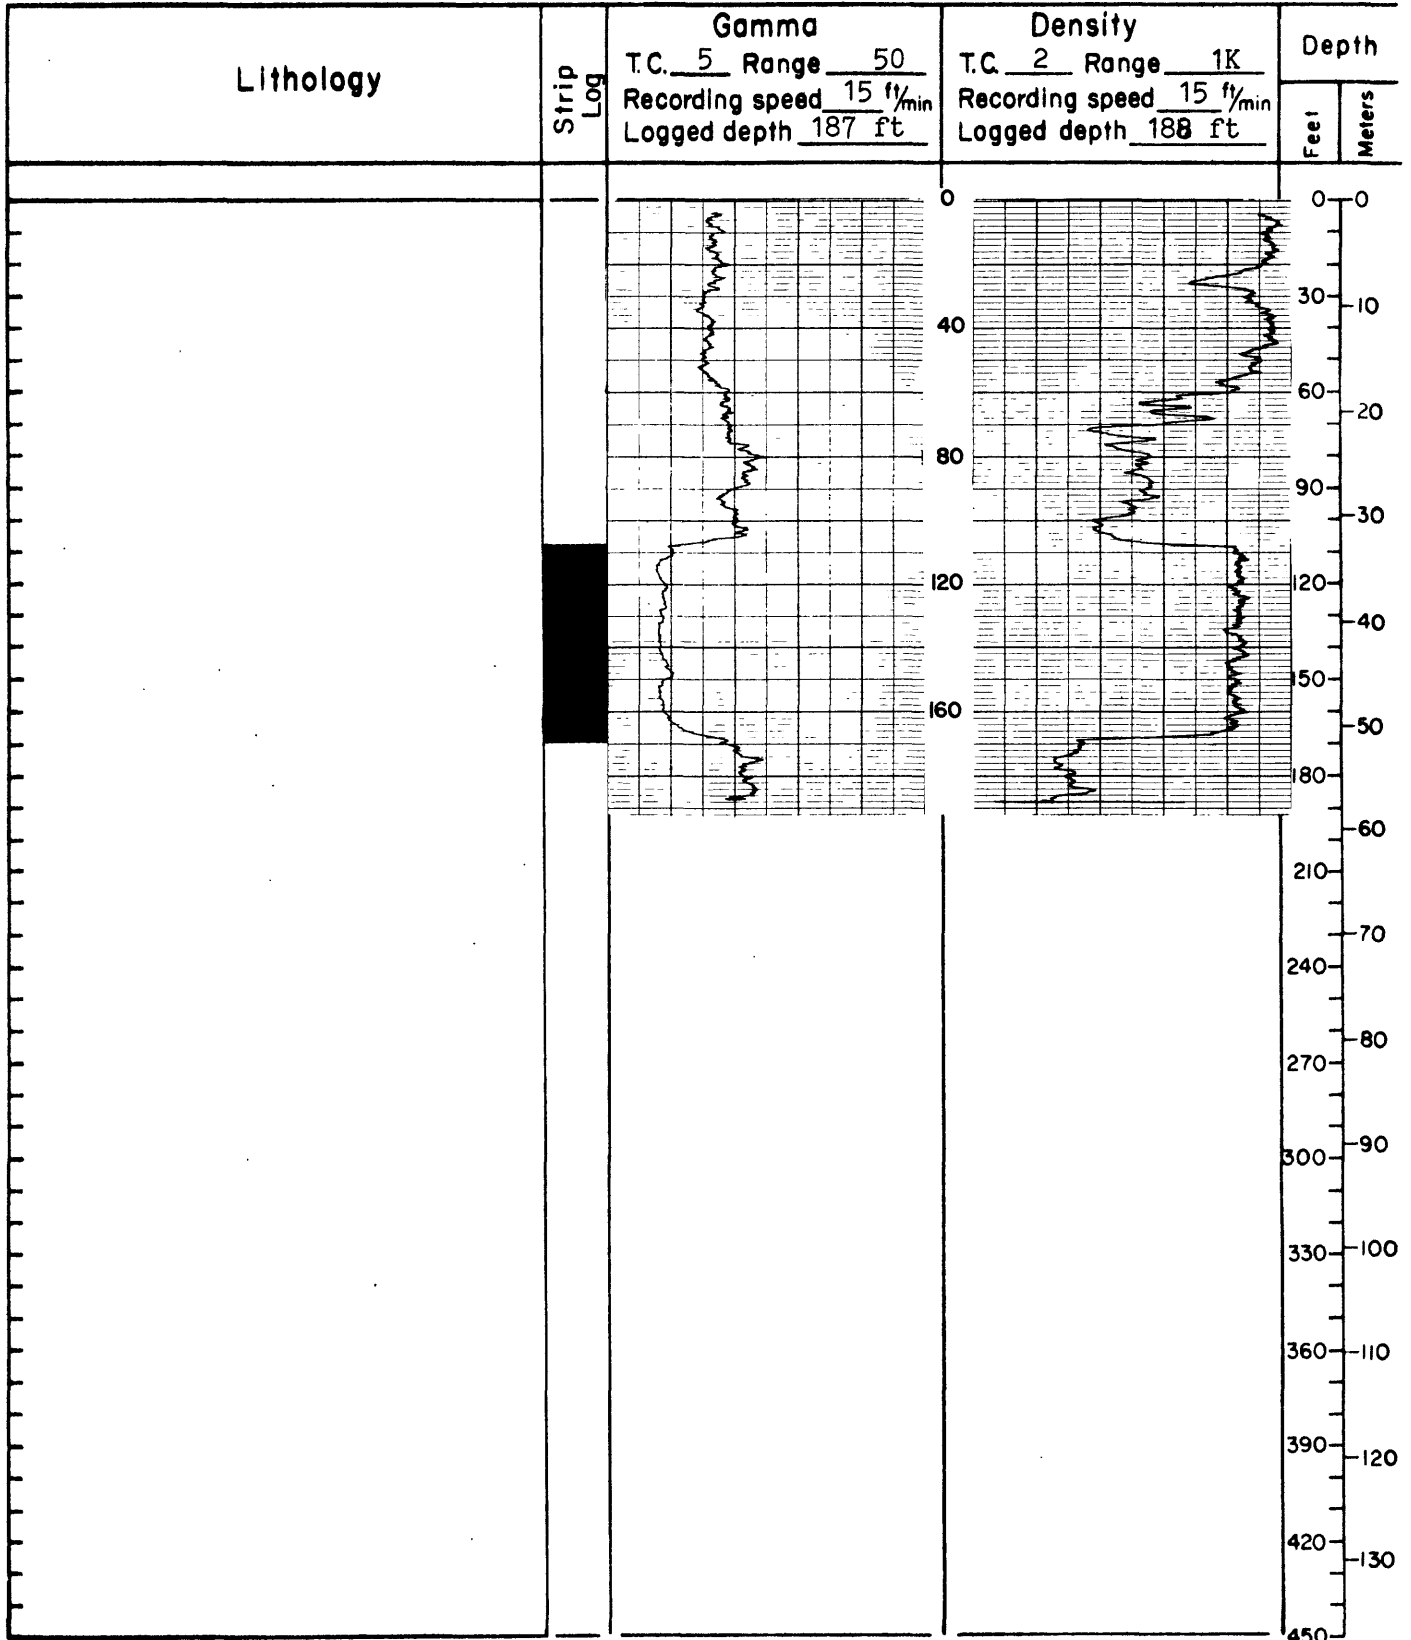 Lithology
Strip Log
Gamma
T.C. 5 Range 50
Recording speed 15 ft/min
Logged depth 187 ft
Density
T.C. 2 Range 1K
Recording speed 15 ft/min
Logged depth 188 ft
Depth
Feet
Meters
0
0
0
30
10
40
60
20
80
90
30
120
120
40
150
160
50
180
60
210
70
240
80
270
90
300
100
330
360
110
390
120
420
130
450